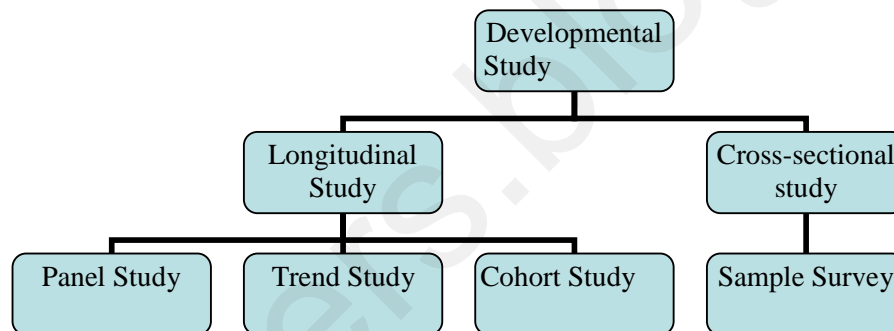 Developmental
Study
Longitudinal
Study
Cross-sectional
study
Panel Study
Trend Study
Cohort Study
Sample Survey